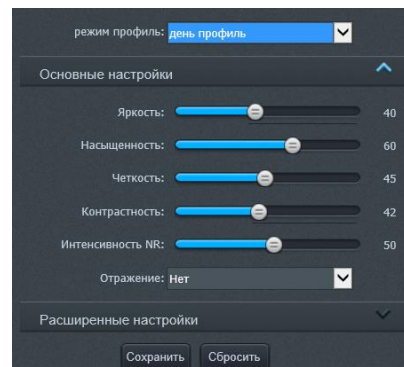 режим профиль: день профиль
Основные настройки
Яркость: 40
Насыщенность: 60
Четкость: 45
Контрастность: 42
Интенсивность NR: 50
Отражение: Нет
Расширенные настройки
Сохранить Сбросить